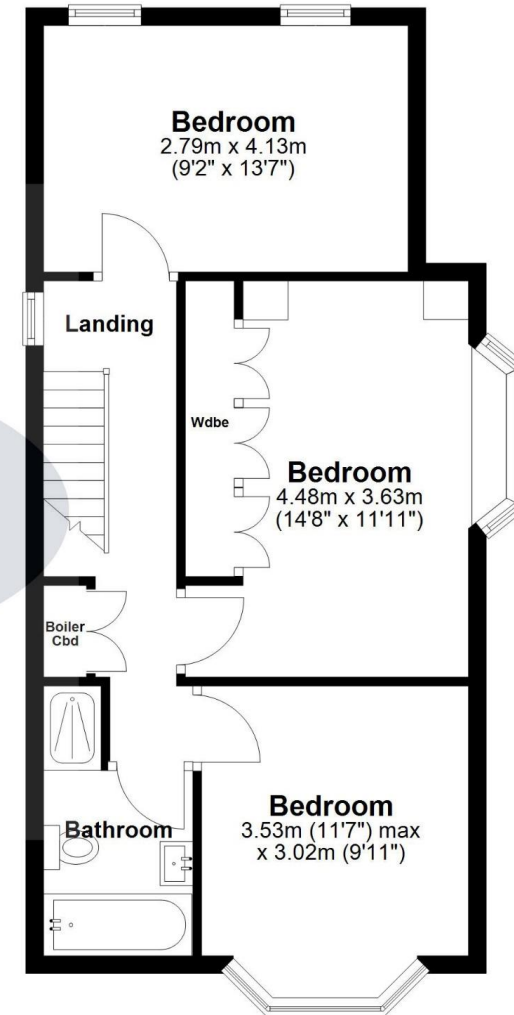 Bedroom
2.79m x 4.13m
(9'2" x 13'7")
Landing
Wdbe
Bedroom
4.48m x 3.63m
(14'8" x 11'11")
Boiler
Cbd
Bathroom
Bedroom
3.53m (11'7") max
x 3.02m (9'11")